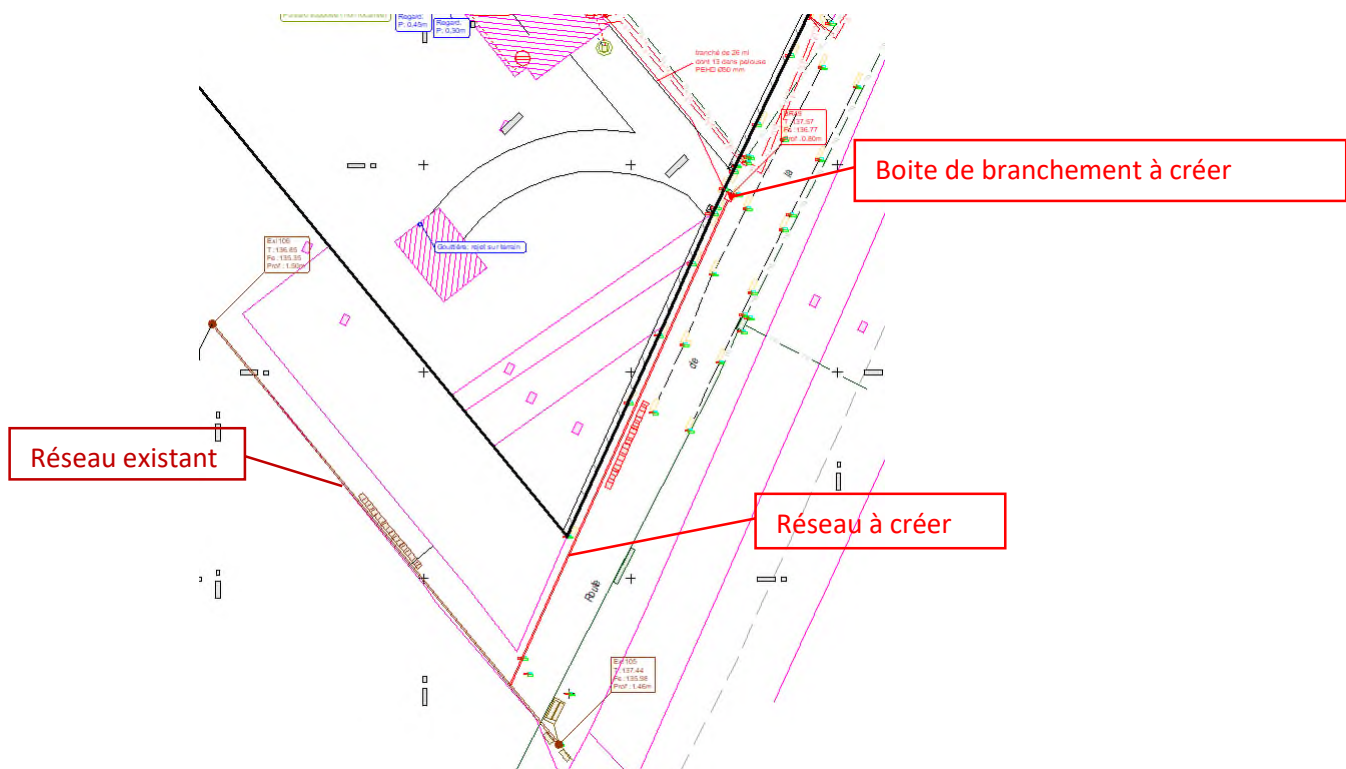 Regard.
P: 0,45m
Regard.
P: 0,30m
tranché de 26 ml
dont 13 dans pelouse
PEHD Ø50 mm
BR49
T :137.57
Fe :136.77
Prof :0.80m
Boite de branchement à créer
Ex/106
T :136.85
Fe :135.35
Prof :1.50m
Gouttière: rejet sur terrain
de
Réseau existant
Réseau à créer
Route
Ex/105
T :137.44
Fe :135.98
Prof :1.46m